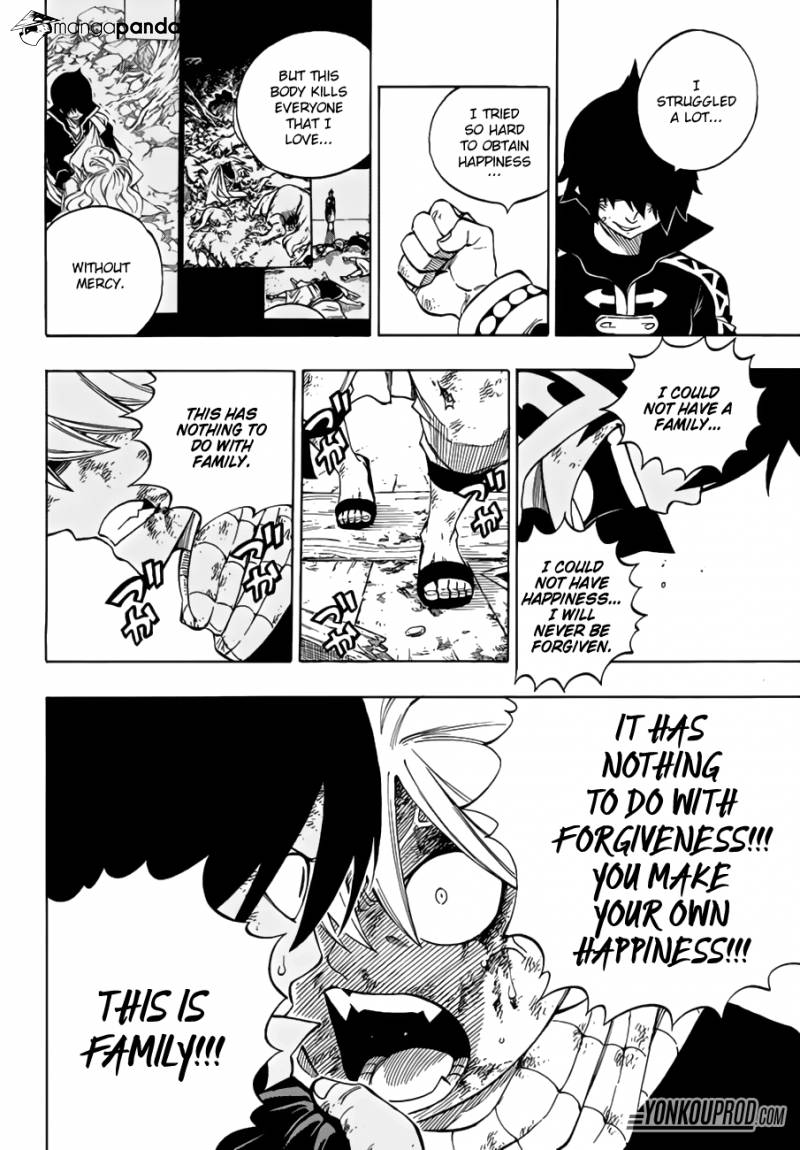 mangapanda
I
STRUGGLED
A LOT...
I TRIED
SO HARD
TO OBTAIN
HAPPINESS
...
BUT THIS
BODY KILLS
EVERYONE
THAT I
LOVE...
WITHOUT
MERCY.
I COULD
NOT HAVE A
FAMILY...
I COULD
NOT HAVE
HAPPINESS...
I WILL
NEVER BE
FORGIVEN.
THIS HAS
NOTHING TO
DO WITH
FAMILY.
IT HAS
NOTHING
TO DO WITH
FORGIVENESS!!!
YOU MAKE
YOUR OWN
HAPPINESS!!!
THIS IS
FAMILY!!!
YONKOUPROD.COM